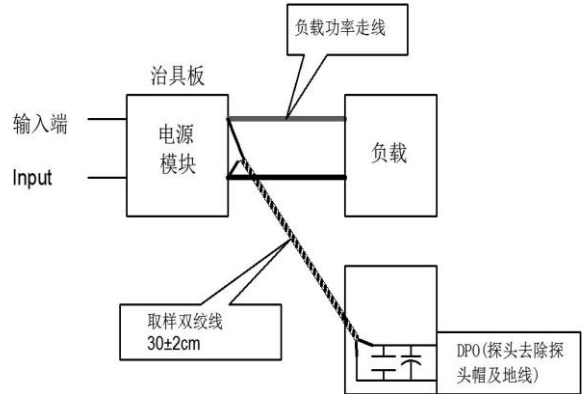 负载功率走线
治具板
输入端
电源
模块
负载
Input
取样双绞线
30±2cm
DPO(探头去除探
头帽及地线)